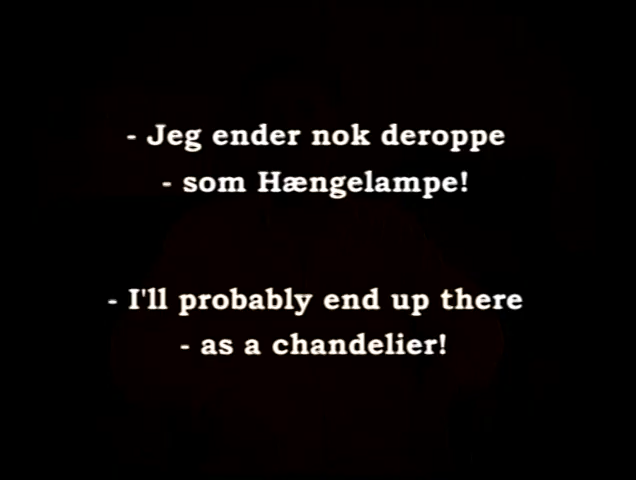 - Jeg ender nok deroppe
- som Hængelampe!
- I'll probably end up there
- as a chandelier!